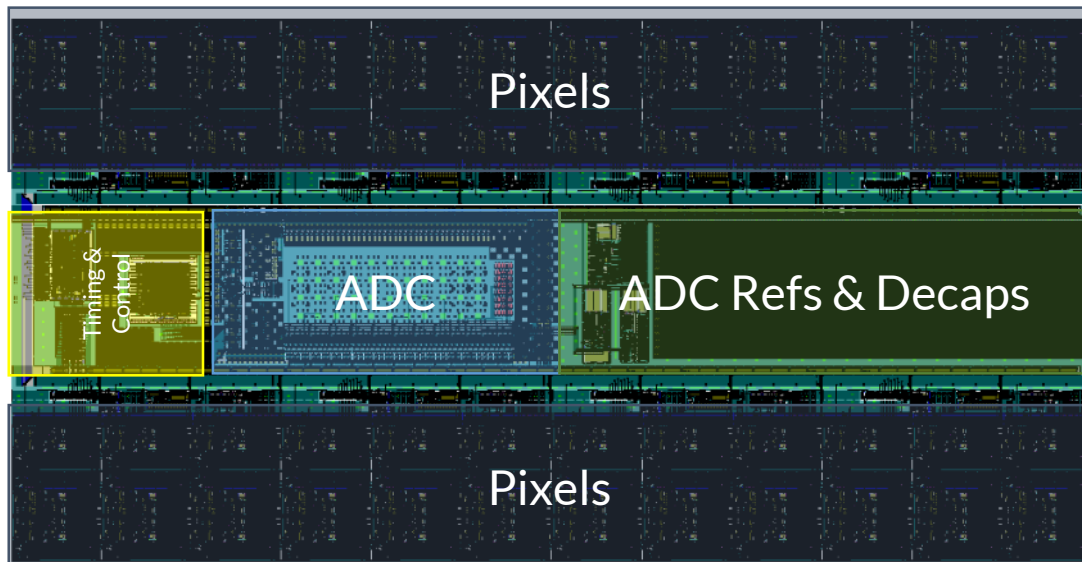 Pixels
Timing &
Control
ADC
ADC Refs & Decaps
Pixels